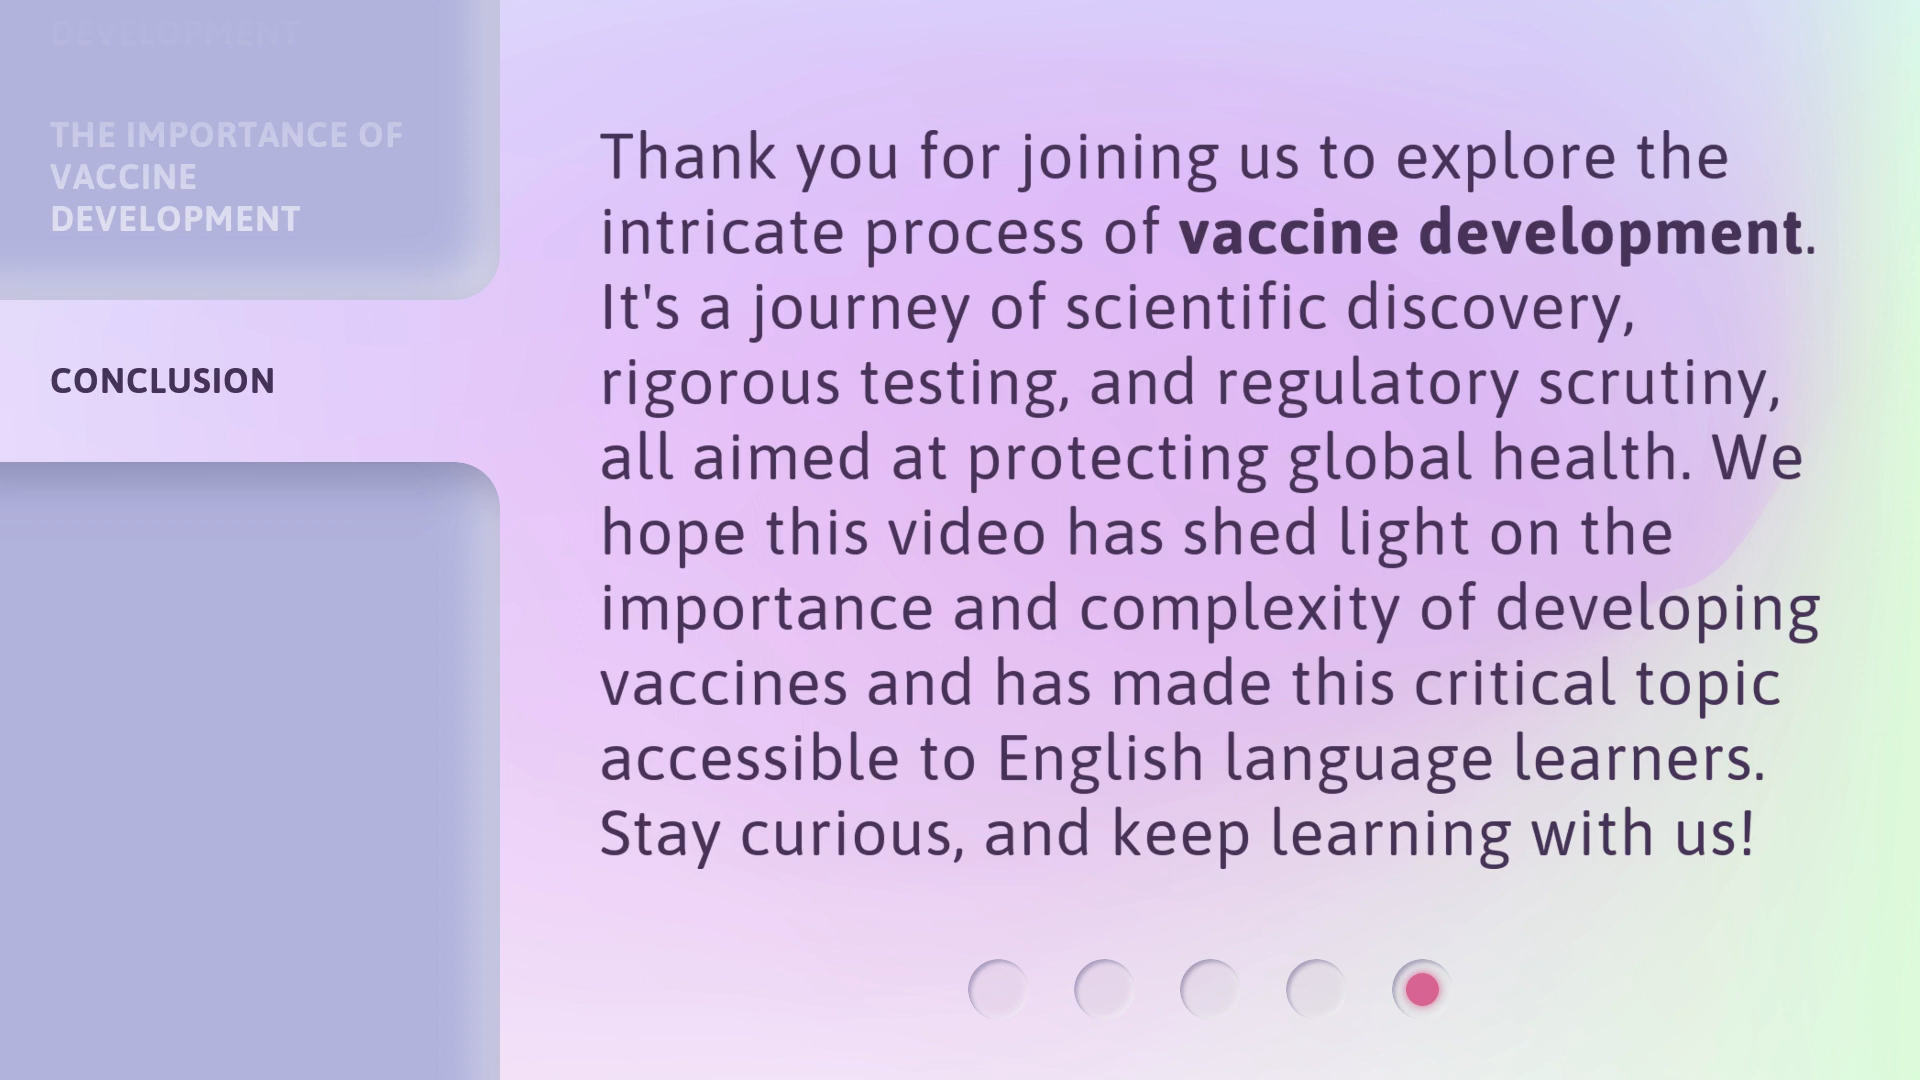 DEVELOPMENT
THE IMPORTANCE OF
VACCINE
DEVELOPMENT
CONCLUSION
Thank you for joining us to explore the
intricate process of vaccine development.
It's a journey of scientific discovery,
rigorous testing, and regulatory scrutiny,
all aimed at protecting global health. We
hope this video has shed light on the
importance and complexity of developing
vaccines and has made this critical topic
accessible to English language learners.
Stay curious, and keep learning with us!